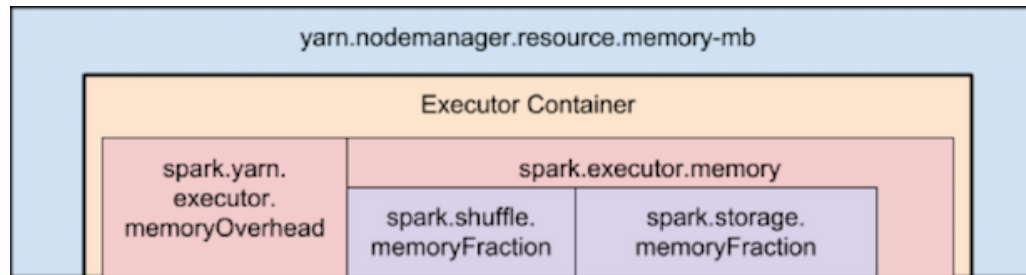 yarn.nodemanager.resource.memory-mb
Executor Container
spark.yarn.
executor.
memoryOverhead
spark.executor.memory
spark.shuffle.
memoryFraction
spark.storage.
memoryFraction